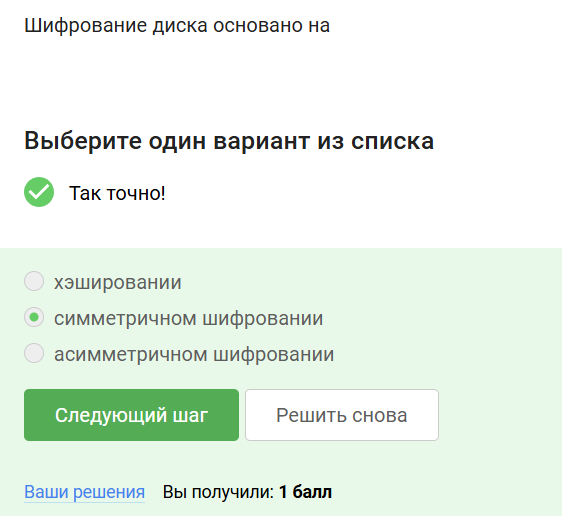 Шифрование диска основано на
Выберите один вариант из списка
Так точно!
хэшировании
симметричном шифровании
асимметричном шифровании
Следующий шаг
Решить снова
Ваши решения Вы получили: 1 балл